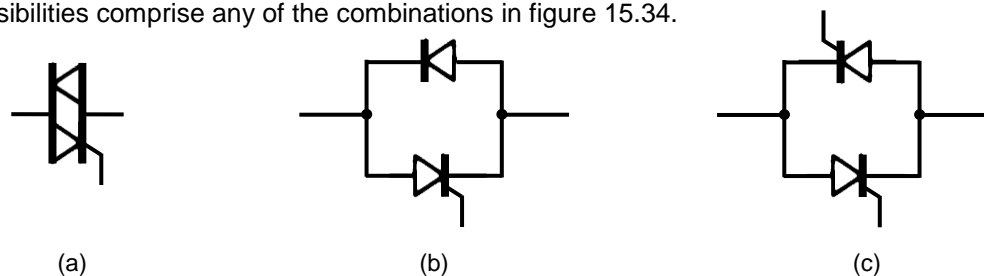 sibilities comprise any of the combinations in figure 15.34.
(a) (b) (c)